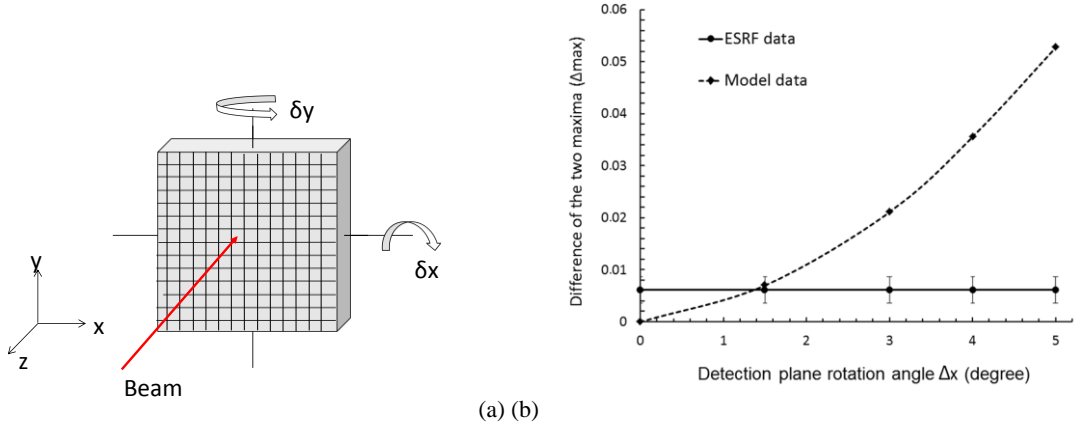 δy
δx
y
x
z
Beam
Difference of the two maxima (Δmax)
0.06
0.05
0.04
0.03
0.02
0.01
0
ESRF data
Model data
0 1 2 3 4 5
Detection plane rotation angle Δx (degree)
(a) (b)